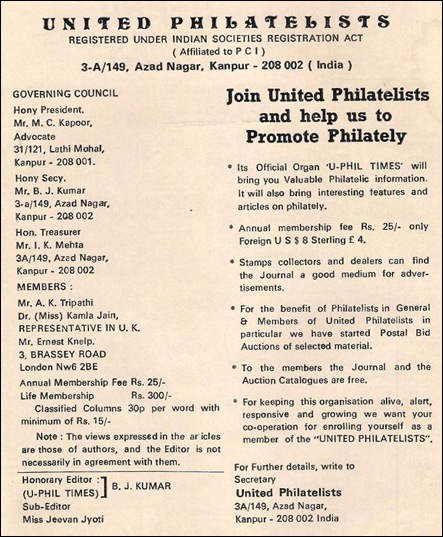 UNITED PHILATELISTS
REGISTERED UNDER INDIAN SOCIETIES REGISTRATION ACT
( Affiliated to P C I )
3-A/149, Azad Nagar, Kanpur - 208 002 ( India )
GOVERNING COUNCIL
Hony President.
Mr. M. C. Kapoor,
Advocate
31/121, Lathi Mohal,
Kanpur - 208 001.
Hony Secy.
Mr. B. J. Kumar
3-a/149, Azad Nagar,
Kanpur - 208 002
Hon. Treasurer
Mr. I. K. Mehta
3A/149, Azad Nagar,
Kanpur - 208 002
MEMBERS :
Mr. A. K. Tripathi
Dr. (Miss) Kamla Jain,
REPRESENTATIVE IN U. K.
Mr. Ernest Knelp.
3, BRASSEY ROAD
London Nw6 2BE
Annual Membership Fee Rs. 25/-
Life Membership Rs. 300/-
Classified Columns 30p per word with
minimum of Rs. 15/-
Note : The views expressed in the articles
are those of authors, and the Editor is not
necessarily in agreement with them.
Honorary Editor :
(U-PHIL TIMES) ] B. J. KUMAR
Sub-Editor
Miss Jeevan Jyoti
Join United Philatelists
and help us to
Promote Philately
* Its Official Organ 'U-PHIL TIMES' will
bring you Valuable Philatelic information.
It will also bring interesting features and
articles on philately.
* Annual membership fee Rs. 25/- only
Foreign U S $ 8 Sterling £ 4.
* Stamps collectors and dealers can find
the Journal a good medium for adver-
tisements.
* For the benefit of Philatelists in General
& Members of United Philatelists in
particular we have started Postal Bid
Auctions of selected material.
* To the members the Journal and the
Auction Catalogues are free.
* For keeping this organisation alive, alert,
responsive and growing we want your
co-operation for enrolling yourself as a
member of the "UNITED PHILATELISTS".
For Further details, write to
Secretary
United Philatelists
3A/149, Azad Nagar,
Kanpur - 208 002 India